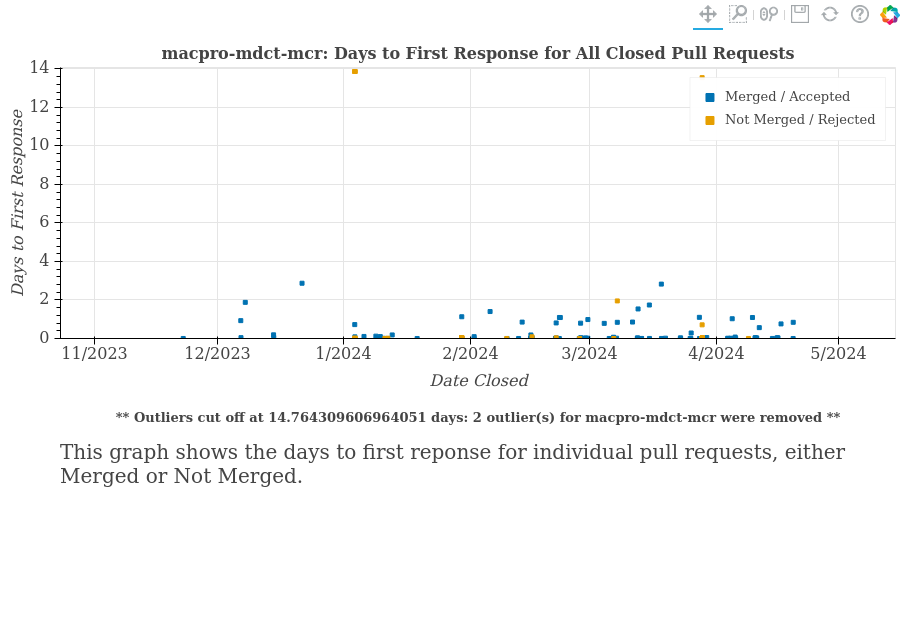 macpro-mdct-mcr: Days to First Response for All Closed Pull Requests
14
12
10
8
6
4
2
0
Days to First Response
Merged / Accepted
Not Merged / Rejected
11/2023 12/2023 1/2024 2/2024 3/2024 4/2024 5/2024
Date Closed
** Outliers cut off at 14.764309606964051 days: 2 outlier(s) for macpro-mdct-mcr were removed **
This graph shows the days to first reponse for individual pull requests, either
Merged or Not Merged.